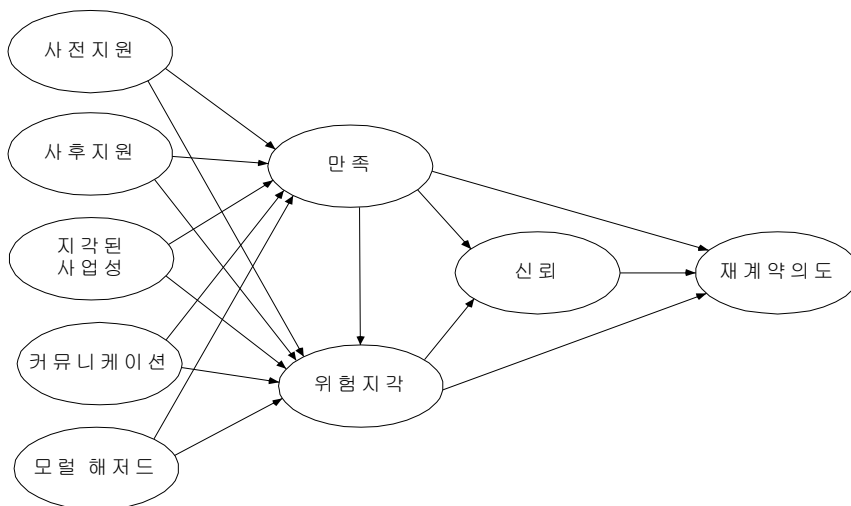 사전지원
사후지원
지각된
사업성
커뮤니케이션
모럴 해저드
만족
위험지각
신뢰
재계약의도